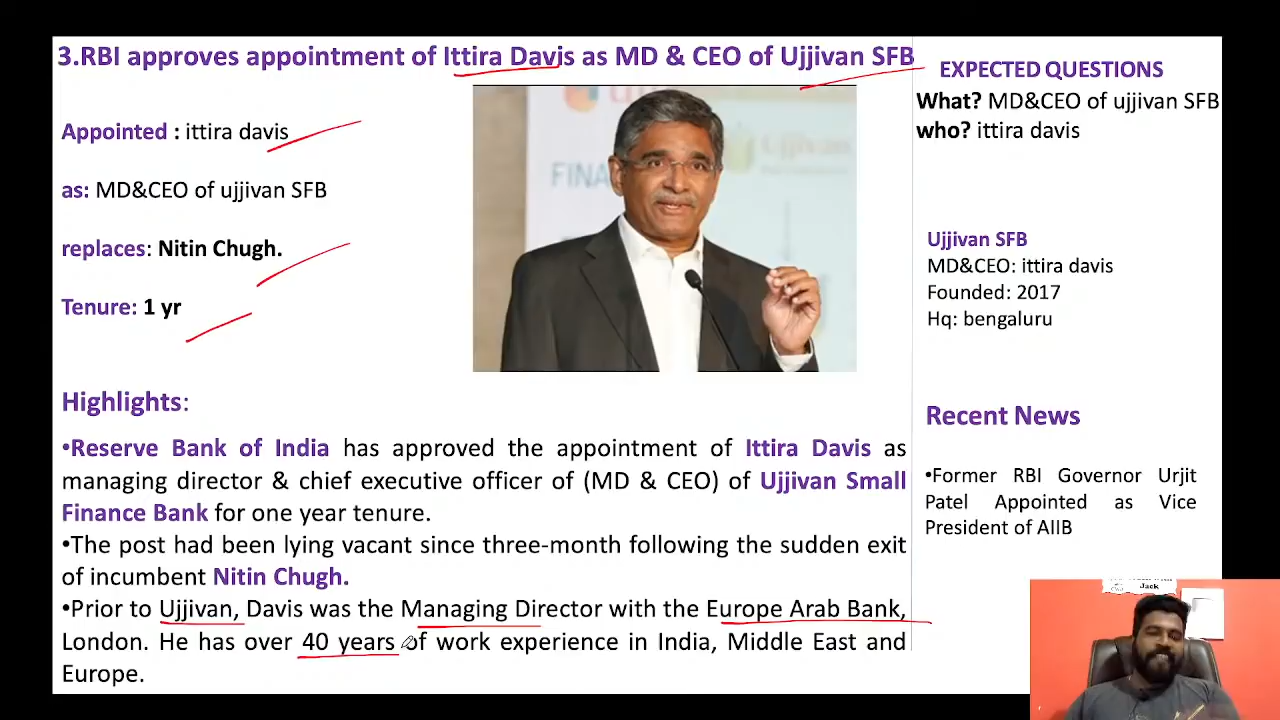 3.RBI approves appointment of Ittira Davis as MD & CEO of Ujjivan SFB
Appointed : ittira davis
as: MD&CEO of ujjivan SFB
replaces: Nitin Chugh.
Tenure: 1 yr
FINA
Ujjivan
Highlights:
•Reserve Bank of India has approved the appointment of Ittira Davis as
managing director & chief executive officer of (MD & CEO) of Ujjivan Small
Finance Bank for one year tenure.
•The post had been lying vacant since three-month following the sudden exit
of incumbent Nitin Chugh.
•Prior to Ujjivan, Davis was the Managing Director with the Europe Arab Bank,
London. He has over 40 years of work experience in India, Middle East and
Europe.
EXPECTED QUESTIONS
What? MD&CEO of ujjivan SFB
who? ittira davis
Ujjivan SFB
MD&CEO: ittira davis
Founded: 2017
Hq: bengaluru
Recent News
•Former RBI Governor Urjit
Patel Appointed as Vice
President of AIIB
Jack